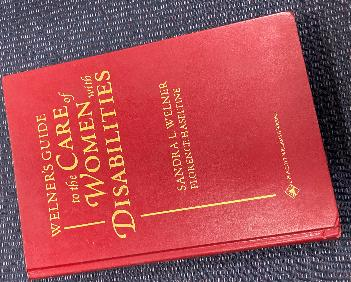 WELNER'S GUIDE
to the CARE of
WOMEN with
DISABILITIES
SANDRA L. WELNER
FLORENCE HASELTINE